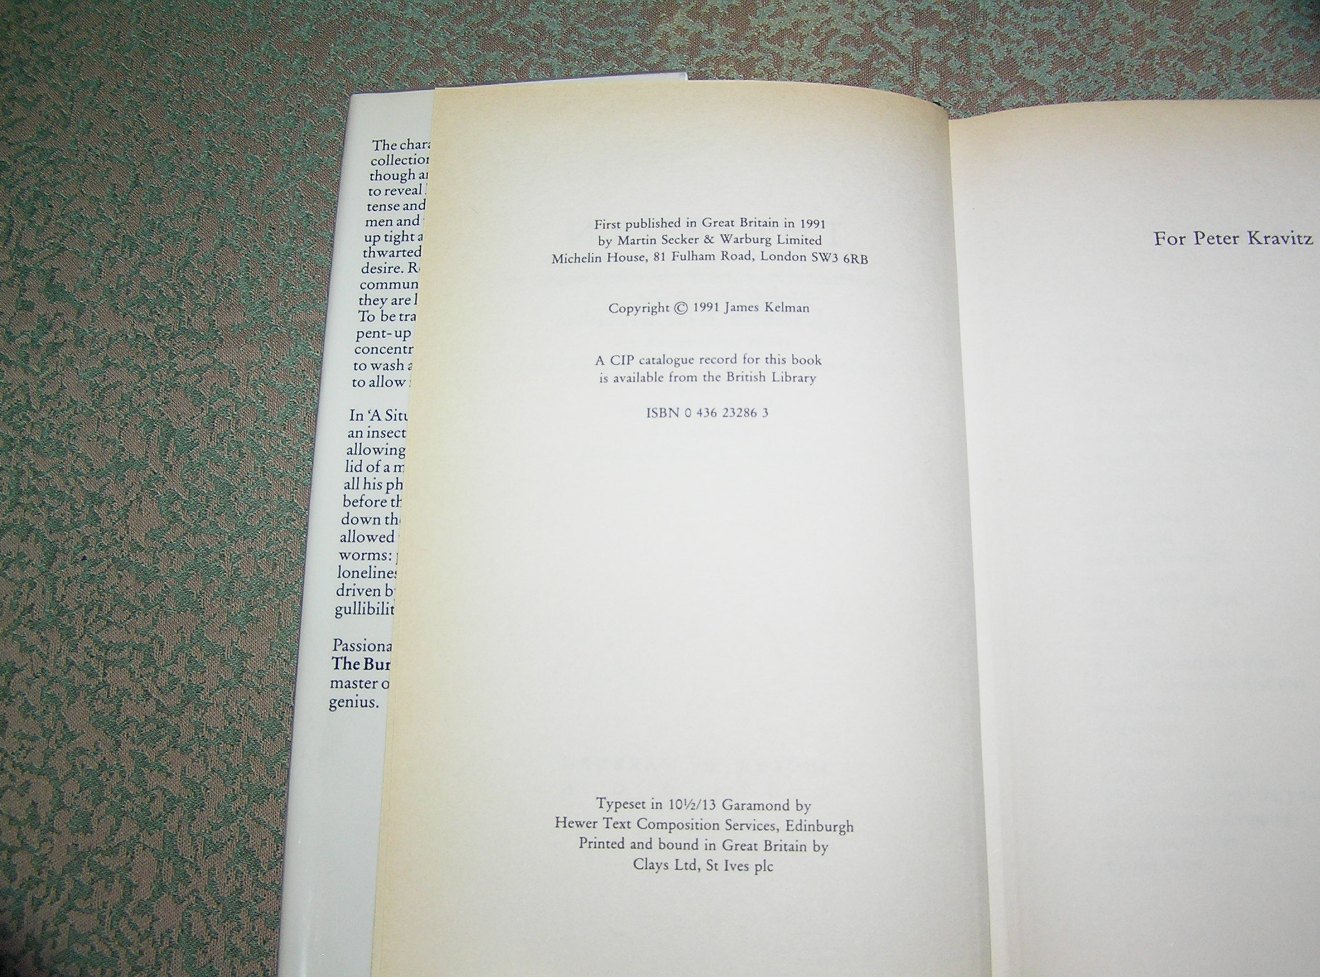 The chara
collection
though an
to reveal
tense and
men and
up tight a
thwarted
desire. R
commun
they are l
To be tra
pent-up
concentr
to wash a
to allow
In ‘A Situ
an insect
allowing
lid of a m
all his ph
before th
down the
allowed
worms:
loneliness
driven b
gullibilit
Passiona
The Bur
master o
genius.
First published in Great Britain in 1991
by Martin Secker & Warburg Limited
Michelin House, 81 Fulham Road, London SW3 6RB
Copyright © 1991 James Kelman
A CIP catalogue record for this book
is available from the British Library
ISBN 0 436 23286 3
Typeset in 10½/13 Garamond by
Hewer Text Composition Services, Edinburgh
Printed and bound in Great Britain by
Clays Ltd, St Ives plc
For Peter Kravitz